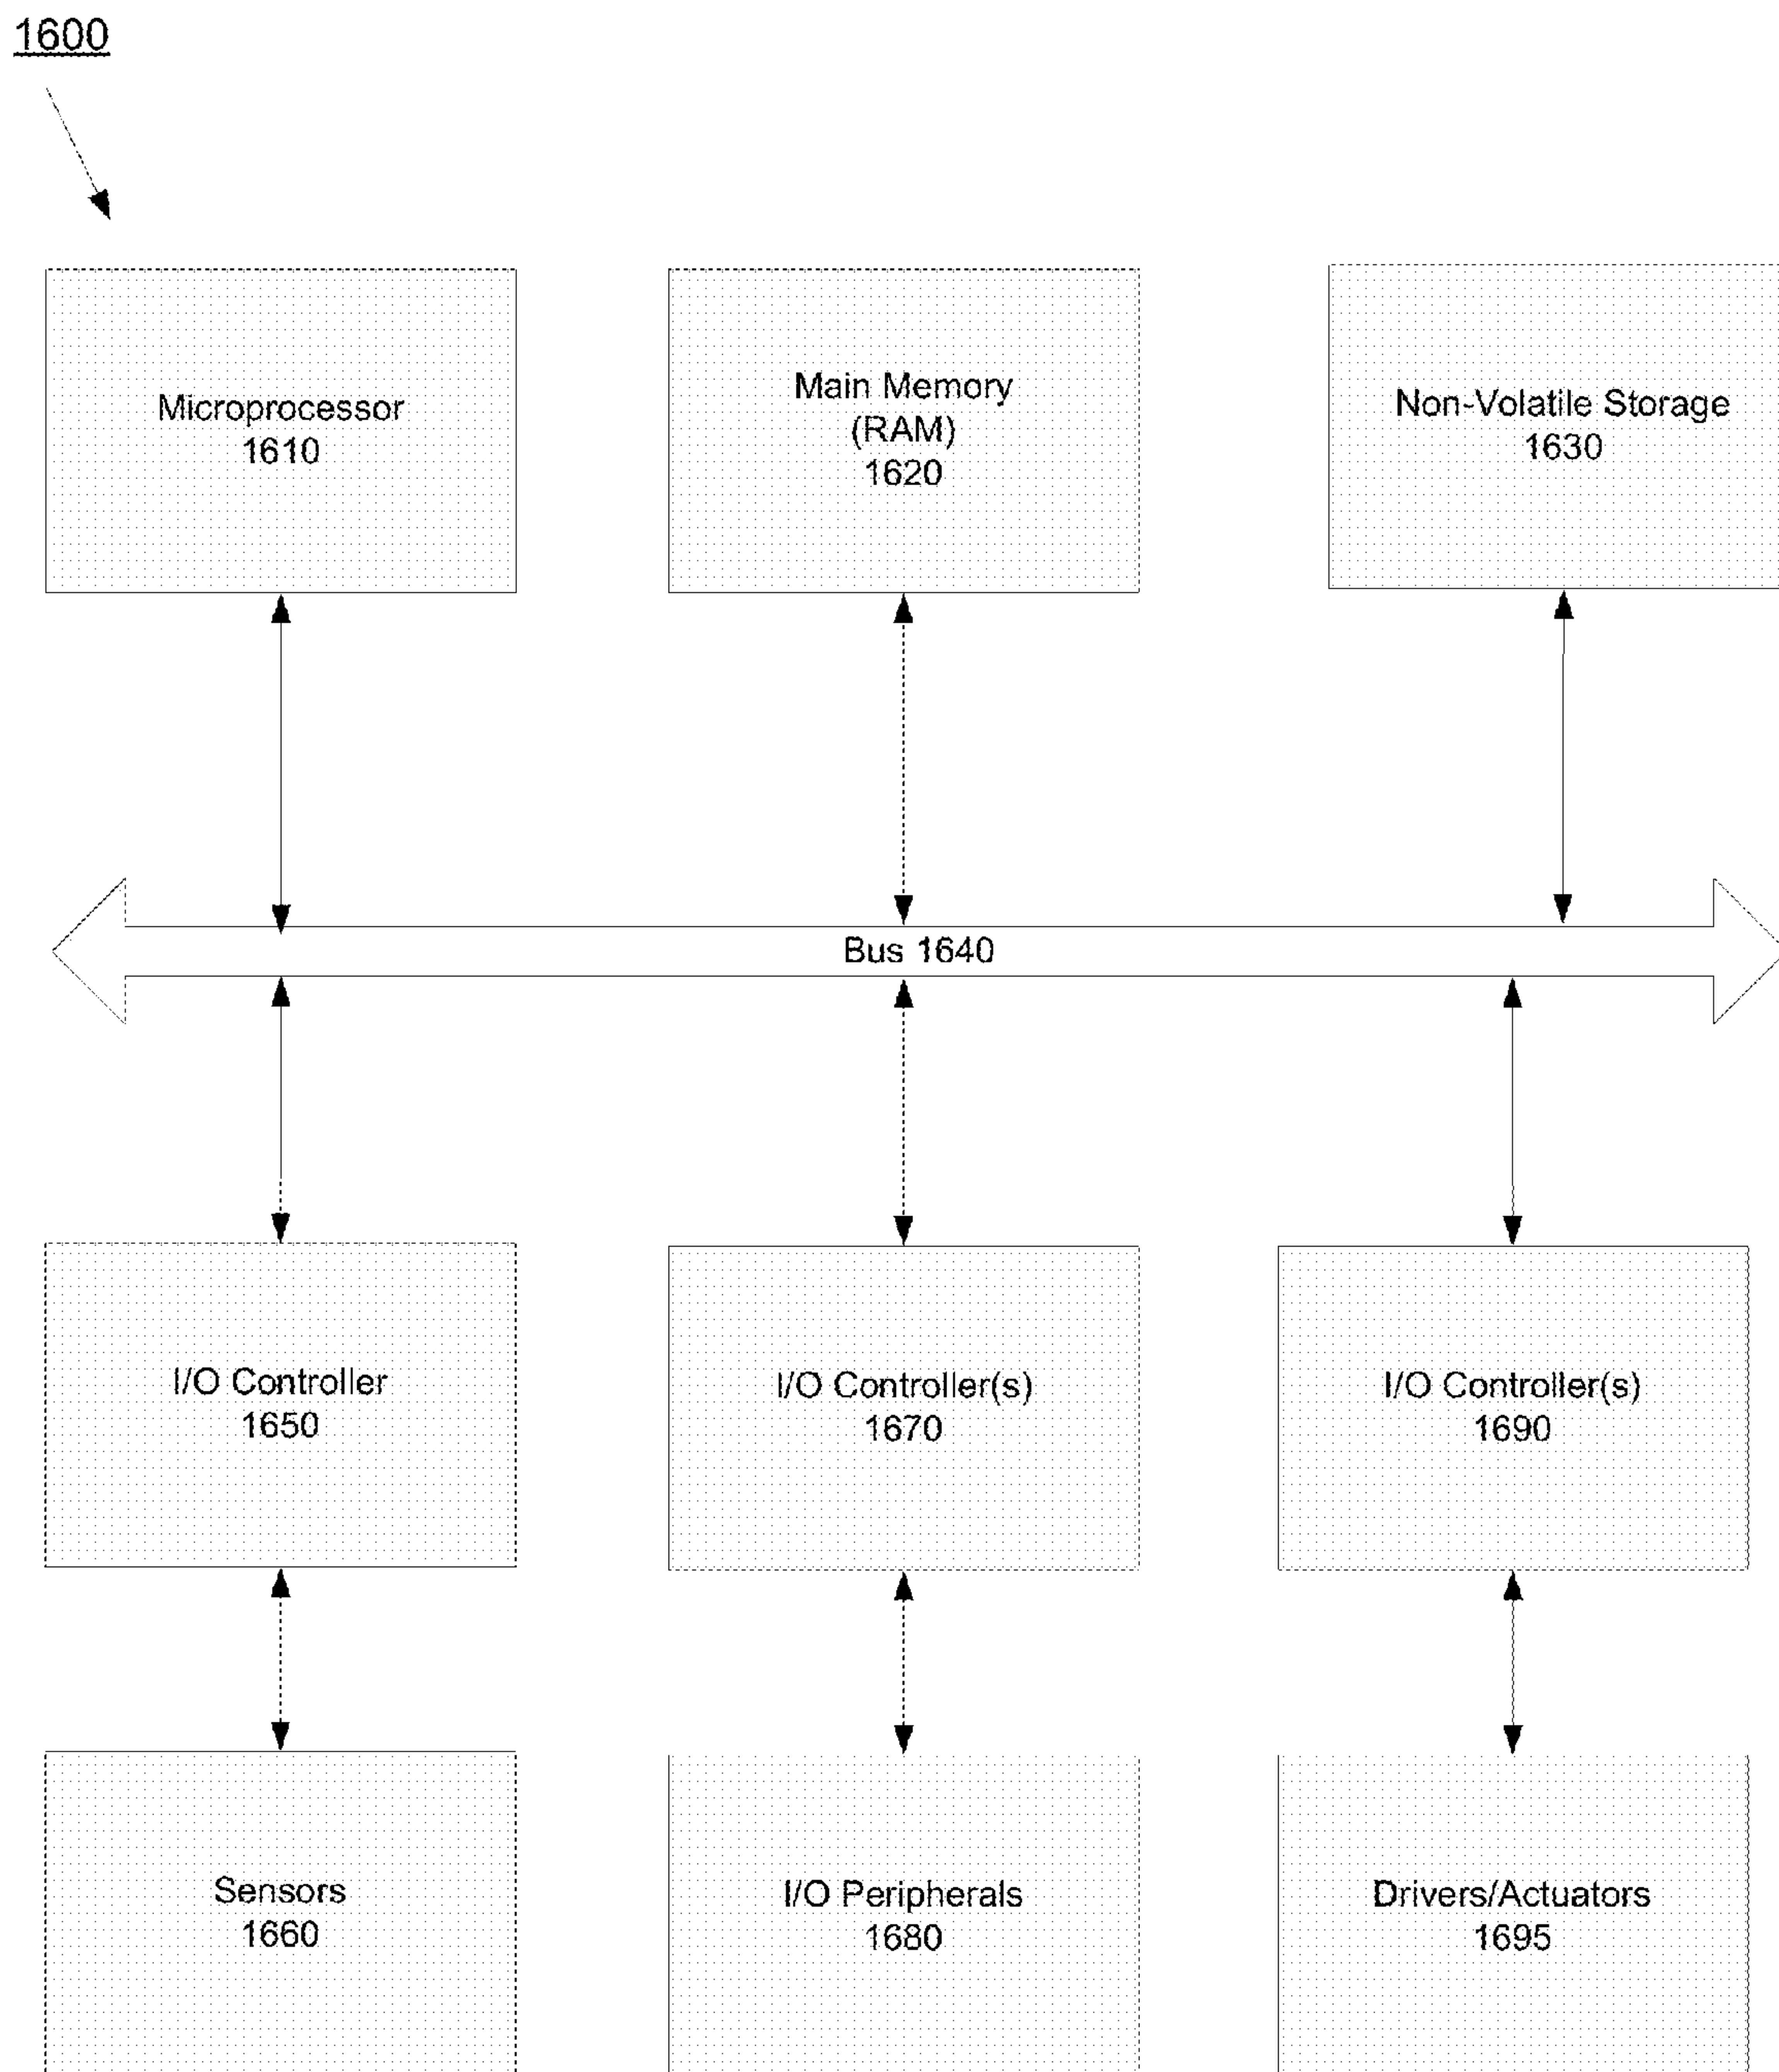 1600
Microprocessor
1610
Main Memory
(RAM)
1620
Non-Volatile Storage
1630
Bus 1640
I/O Controller
1650
I/O Controller(s)
1670
I/O Controller(s)
1690
Sensors
1660
I/O Peripherals
1680
Drivers/Actuators
1695